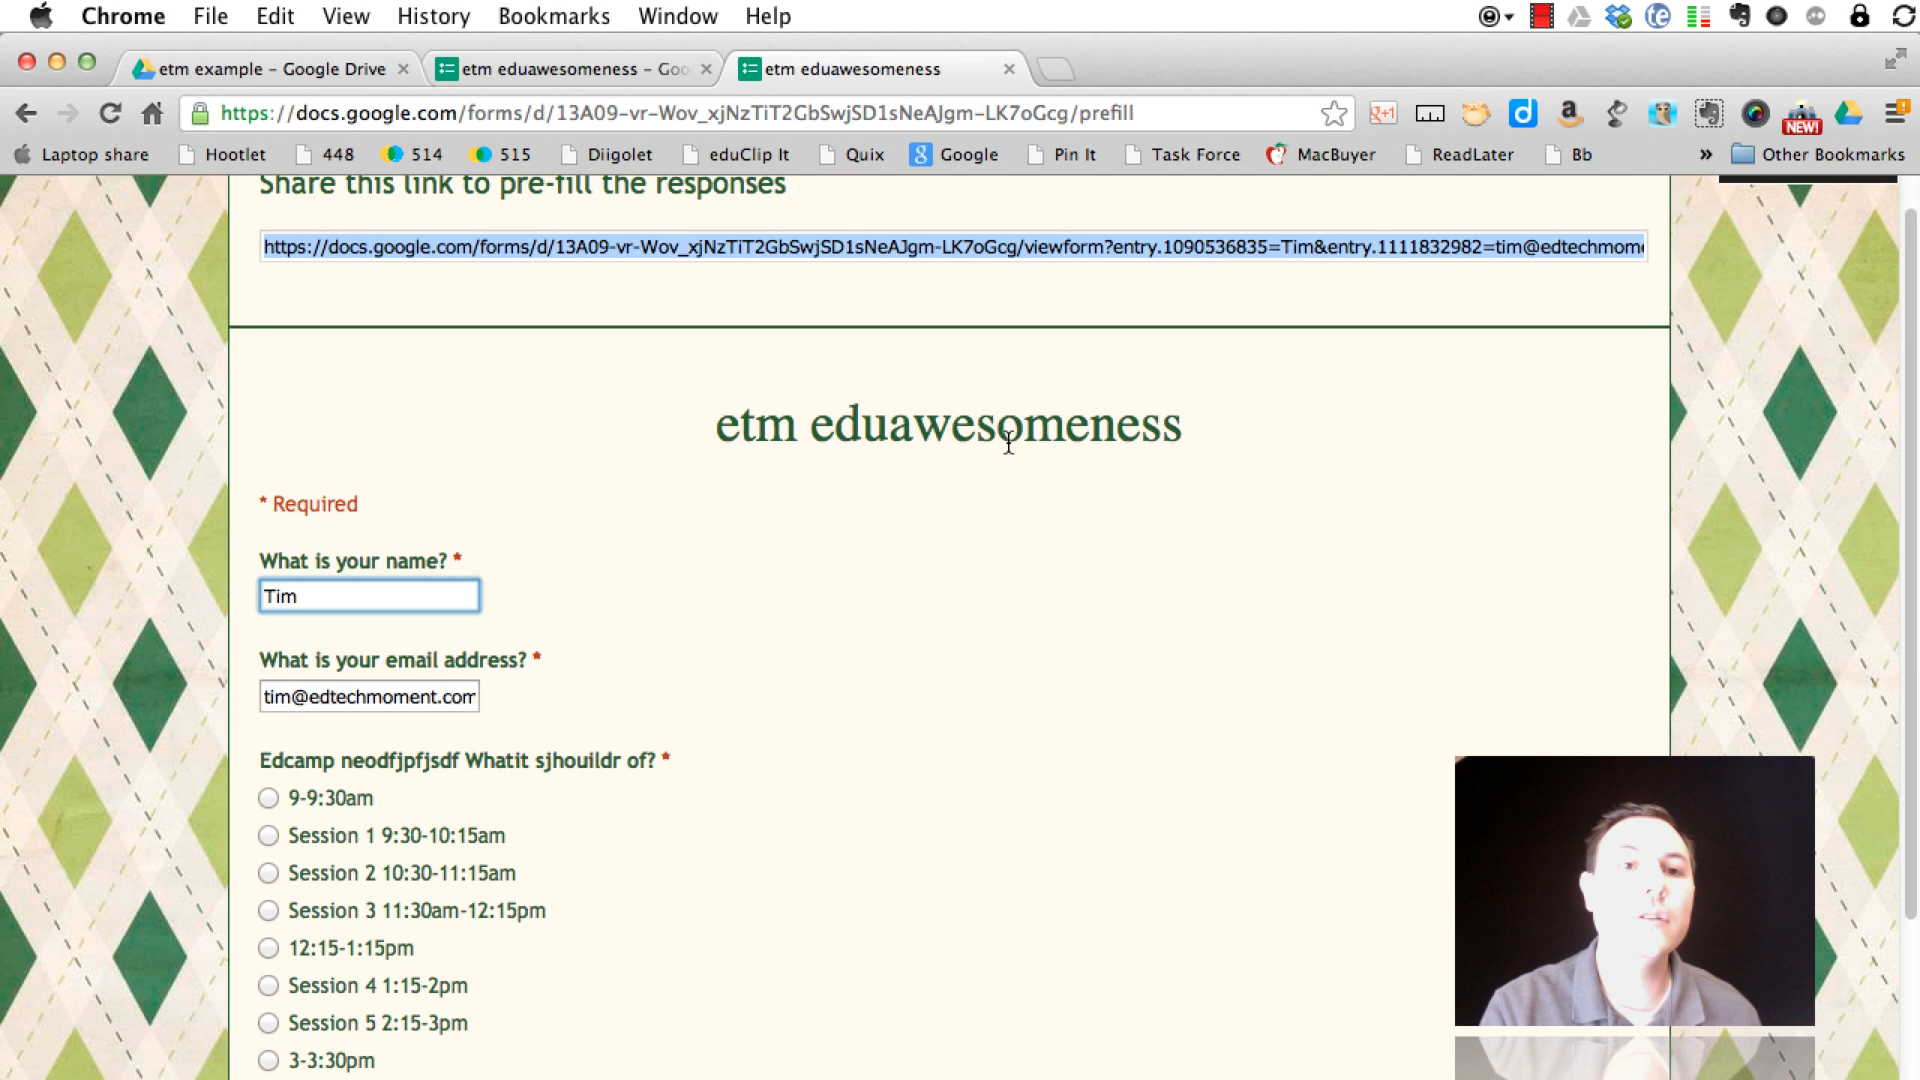 Chrome File Edit View History Bookmarks Window Help
etm example – Google Drive
etm eduawesomeness – Goo
etm eduawesomeness
https://docs.google.com/forms/d/13A09-vr-Wov_xjNzTiT2GbSwjSD1sNeAJgm-LK7oGcg/prefill
Laptop share Hootlet 448 514 515 Diigolet eduClip It Quix Google Pin It Task Force MacBuyer ReadLater Bb » Other Bookmarks
NEW!
Share this link to pre-fill the responses
https://docs.google.com/forms/d/13A09-vr-Wov_xjNzTiT2GbSwjSD1sNeAJgm-LK7oGcg/viewform?entry.1090536835=Tim&entry.1111832982=tim@edtechmome
etm eduawesomeness
* Required
What is your name? *
Tim
What is your email address? *
tim@edtechmoment.com
Edcamp neodfjpfjsdf Whatit sjhouildr of? *
9-9:30am
Session 1 9:30-10:15am
Session 2 10:30-11:15am
Session 3 11:30am-12:15pm
12:15-1:15pm
Session 4 1:15-2pm
Session 5 2:15-3pm
3-3:30pm